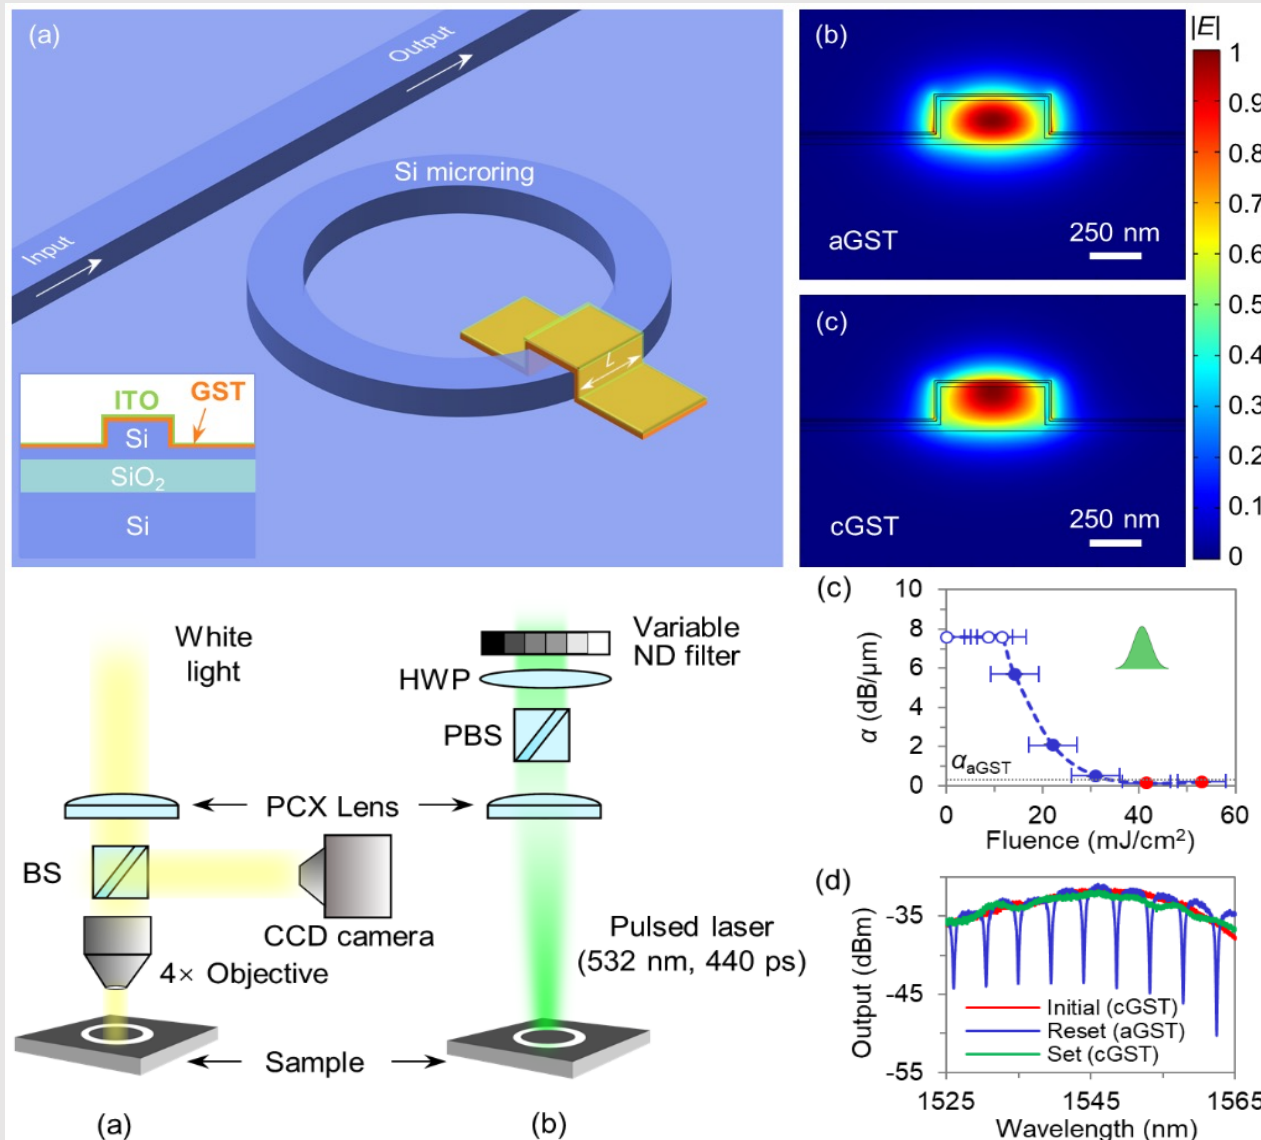 (a)
Input
Output
Si microring
L
ITO
GST
Si
SiO₂
Si
(b)
aGST
250 nm
(c)
cGST
250 nm
|E|
1
0.9
0.8
0.7
0.6
0.5
0.4
0.3
0.2
0.1
0
White
light
BS
PCX Lens
CCD camera
4× Objective
Sample
(a)
Variable
ND filter
HWP
PBS
Pulsed laser
(532 nm, 440 ps)
(b)
(c)
α (dB/μm)
10
8
6
4
2
0
αaGST
0
20
40
60
Fluence (mJ/cm²)
(d)
Output (dBm)
-35
-45
-55
Initial (cGST)
Reset (aGST)
Set (cGST)
1525
1545
1565
Wavelength (nm)